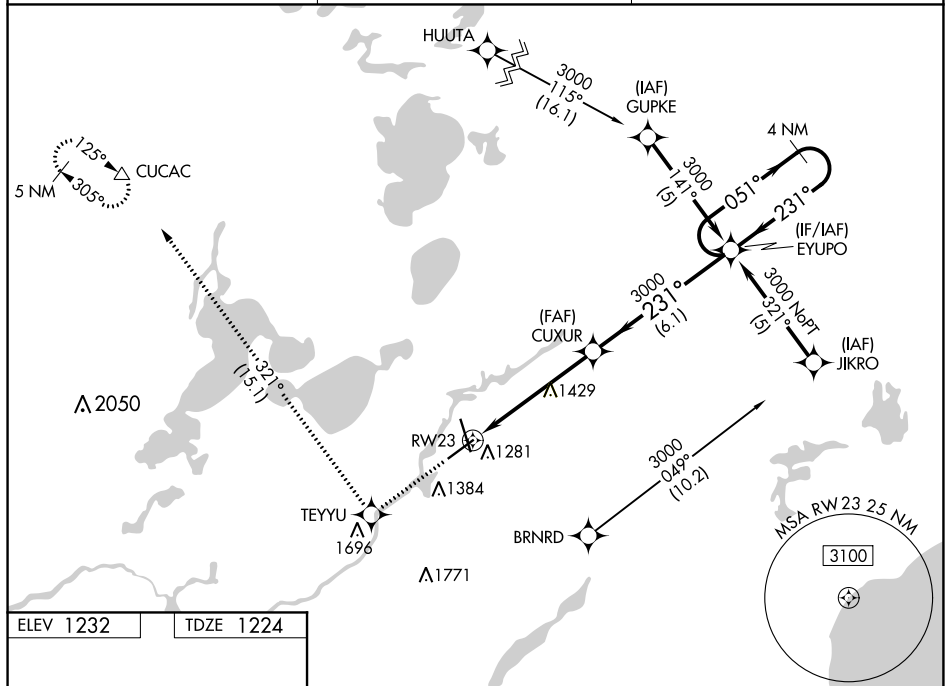 HUUTA
3000
115°
(16.1)
(IAF)
GUPKE
4 NM
125°
CUCAC
5 NM
305°
3000
141°
(5)
051°
231°
(IF/IAF)
EYUPO
3000
231°
(6.1)
3000 NoPT
321°
(5)
(FAF)
CUXUR
(IAF)
JIKRO
321°
(15.1)
2050
1429
RW23
1281
3000
049°
(10.2)
1384
TEYYU
1696
BRNRD
1771
MSA RW23 25 NM
3100
ELEV 1232
TDZE 1224